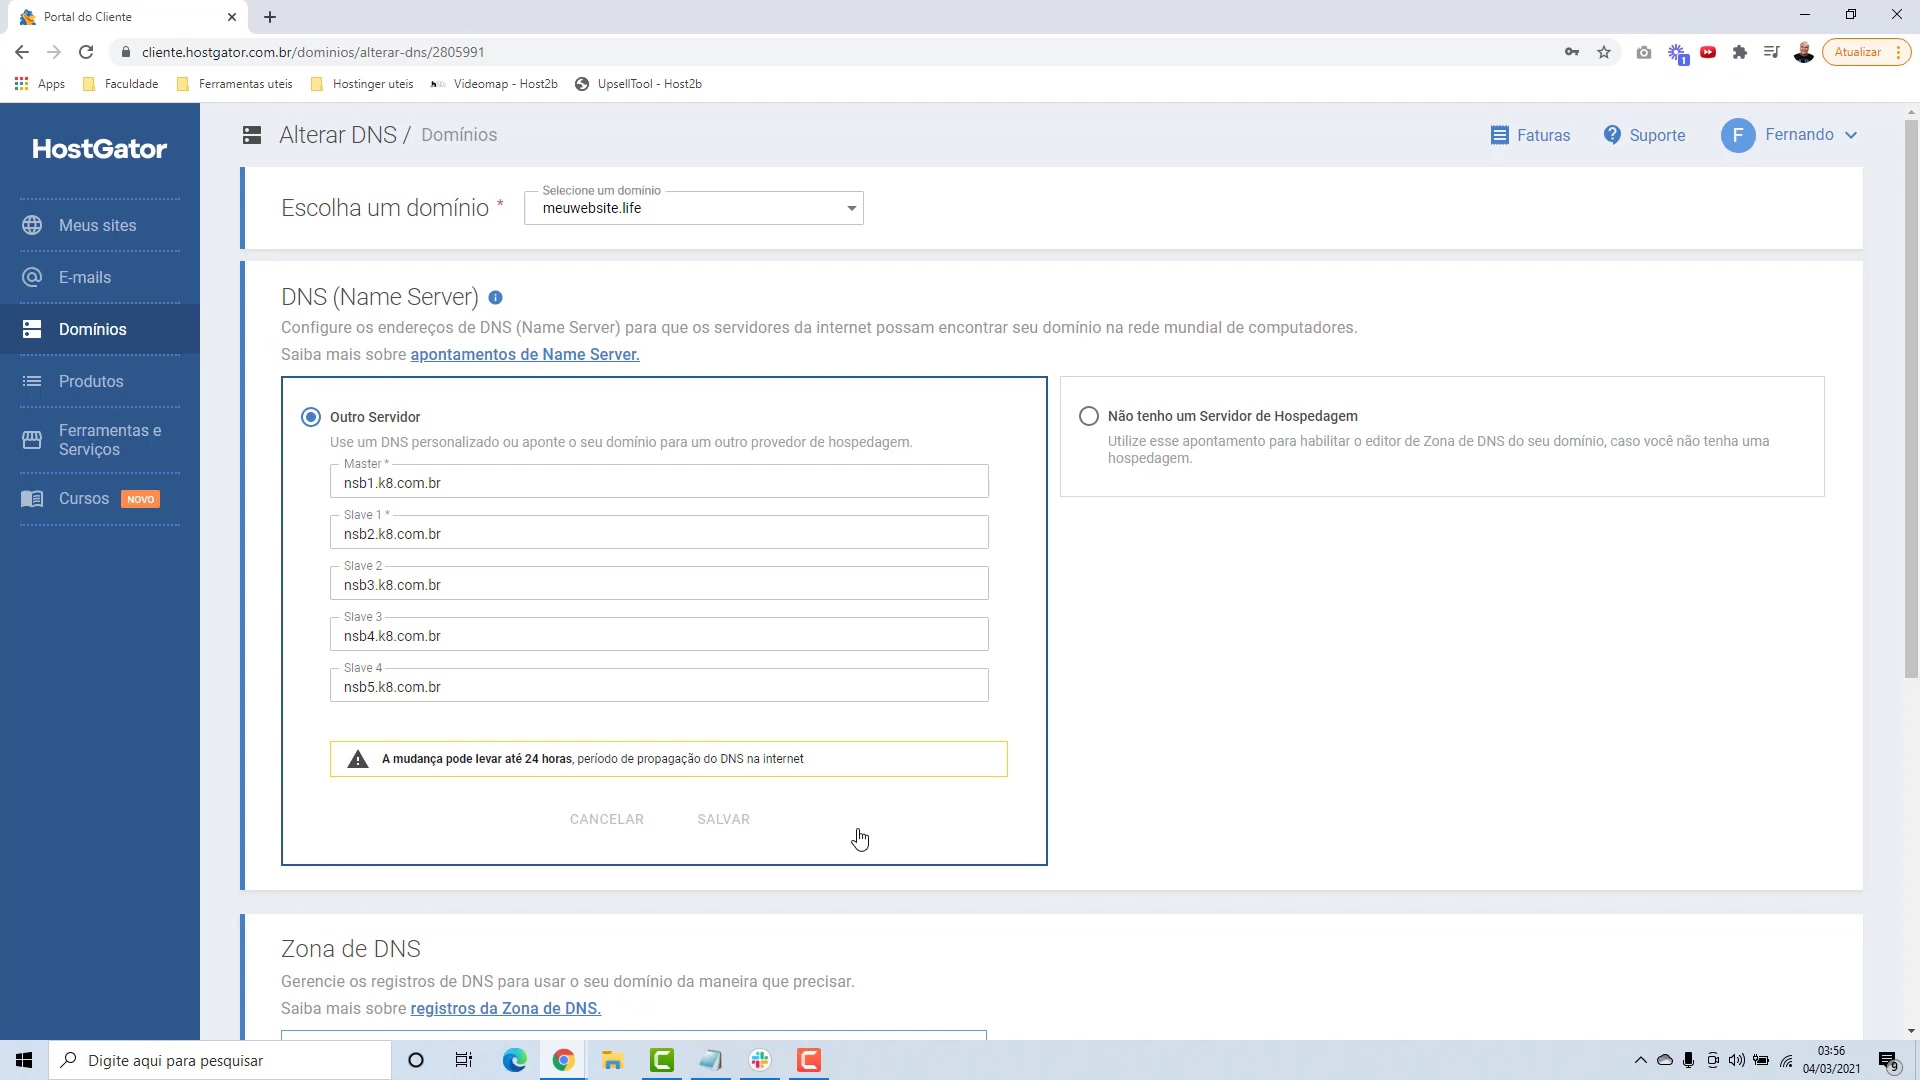 Portal do Cliente
cliente.hostgator.com.br/dominios/alterar-dns/2805991
1
Atualizar
Apps
Faculdade
Ferramentas uteis
Hostinger uteis
Videomap - Host2b
UpsellTool - Host2b
HostGator
Meus sites
E-mails
Domínios
Produtos
Ferramentas e
Serviços
Cursos NOVO
Alterar DNS / Domínios
Faturas
Suporte
F
Fernando
Escolha um domínio *
Selecione um domínio
meuwebsite.life
DNS (Name Server)
Configure os endereços de DNS (Name Server) para que os servidores da internet possam encontrar seu domínio na rede mundial de computadores.
Saiba mais sobre apontamentos de Name Server.
Outro Servidor
Use um DNS personalizado ou aponte o seu domínio para um outro provedor de hospedagem.
Master *
nsb1.k8.com.br
Slave 1 *
nsb2.k8.com.br
Slave 2
nsb3.k8.com.br
Slave 3
nsb4.k8.com.br
Slave 4
nsb5.k8.com.br
A mudança pode levar até 24 horas, período de propagação do DNS na internet
CANCELAR
SALVAR
Não tenho um Servidor de Hospedagem
Utilize esse apontamento para habilitar o editor de Zona de DNS do seu domínio, caso você não tenha uma
hospedagem.
Zona de DNS
Gerencie os registros de DNS para usar o seu domínio da maneira que precisar.
Saiba mais sobre registros da Zona de DNS.
Digite aqui para pesquisar
03:56
04/03/2021
9